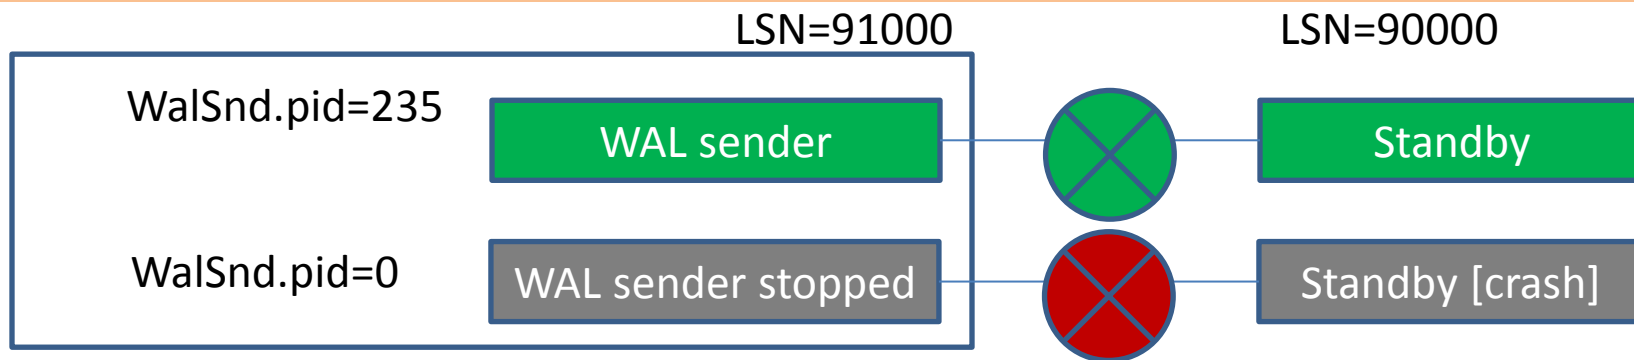 LSN=91000
LSN=90000
WalSnd.pid=235
WAL sender
Standby
WalSnd.pid=0
WAL sender stopped
Standby [crash]